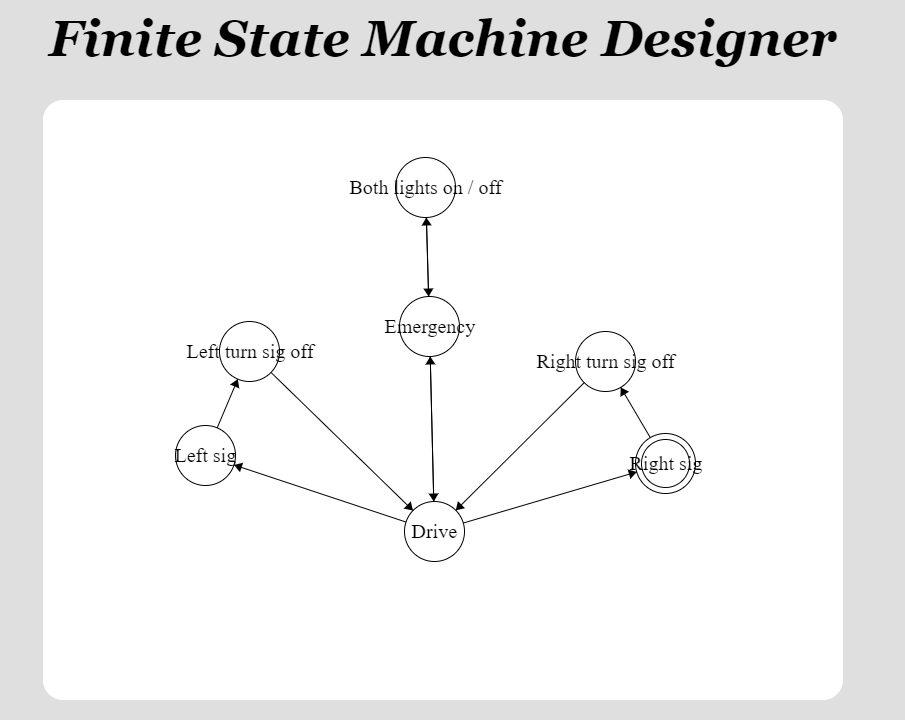 Finite State Machine Designer
Both lights on / off
Emergency
Left turn sig off
Right turn sig off
Left sig
Right sig
Drive